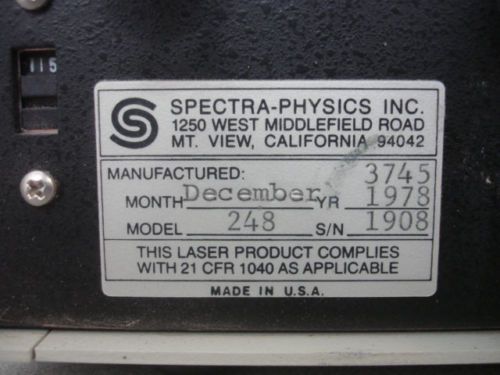 115
SPECTRA-PHYSICS INC.
1250 WEST MIDDLEFIELD ROAD
MT. VIEW, CALIFORNIA 94042
MANUFACTURED: 3745
MONTH December YR 1978
MODEL 248 S/N 1908
THIS LASER PRODUCT COMPLIES
WITH 21 CFR 1040 AS APPLICABLE
MADE IN U.S.A.